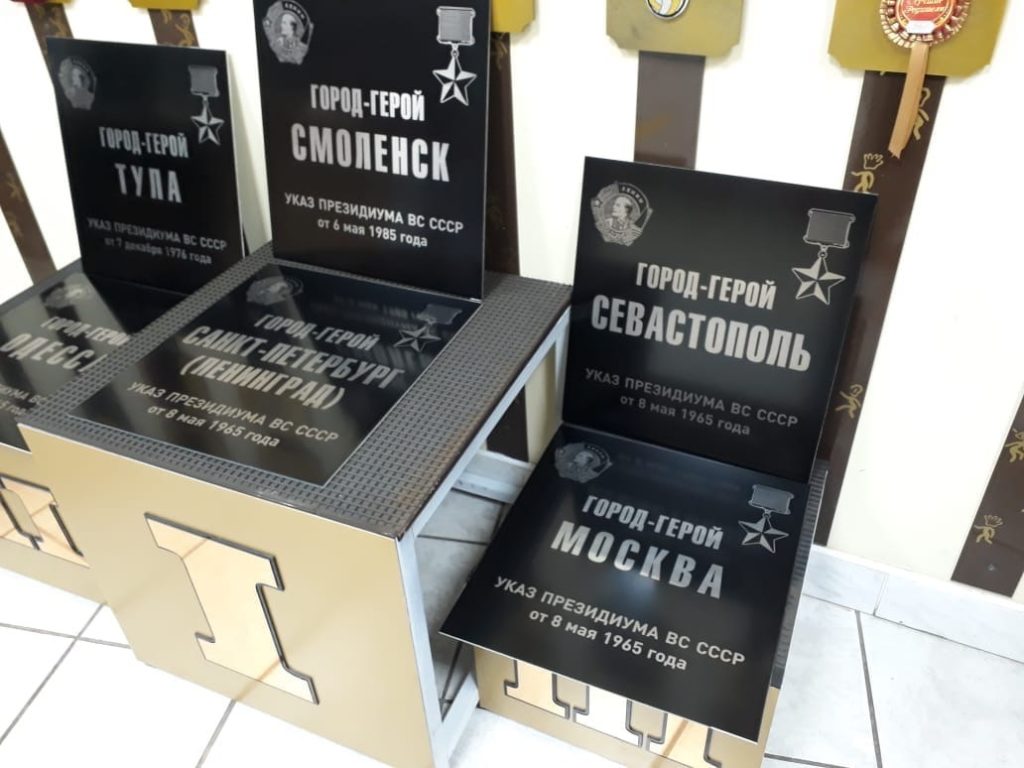 ГОРОД-ГЕРОЙ
ТУЛА
УКАЗ ПРЕЗИДИУМА ВС СССР
от 7 декабря 1976 года
ГОРОД-ГЕРОЙ
СМОЛЕНСК
УКАЗ ПРЕЗИДИУМА ВС СССР
от 6 мая 1985 года
ГОРОД-ГЕРОЙ
СЕВАСТОПОЛЬ
УКАЗ ПРЕЗИДИУМА ВС СССР
от 8 мая 1965 года
ГОРОД-ГЕРОЙ
САНКТ-ПЕТЕРБУРГ
(ЛЕНИНГРАД)
УКАЗ ПРЕЗИДИУМА ВС СССР
от 8 мая 1965 года
ГОРОД-ГЕРОЙ
МОСКВА
УКАЗ ПРЕЗИДИУМА ВС СССР
от 8 мая 1965 года
ПРЕЗИДИУМА ВС СССР
I